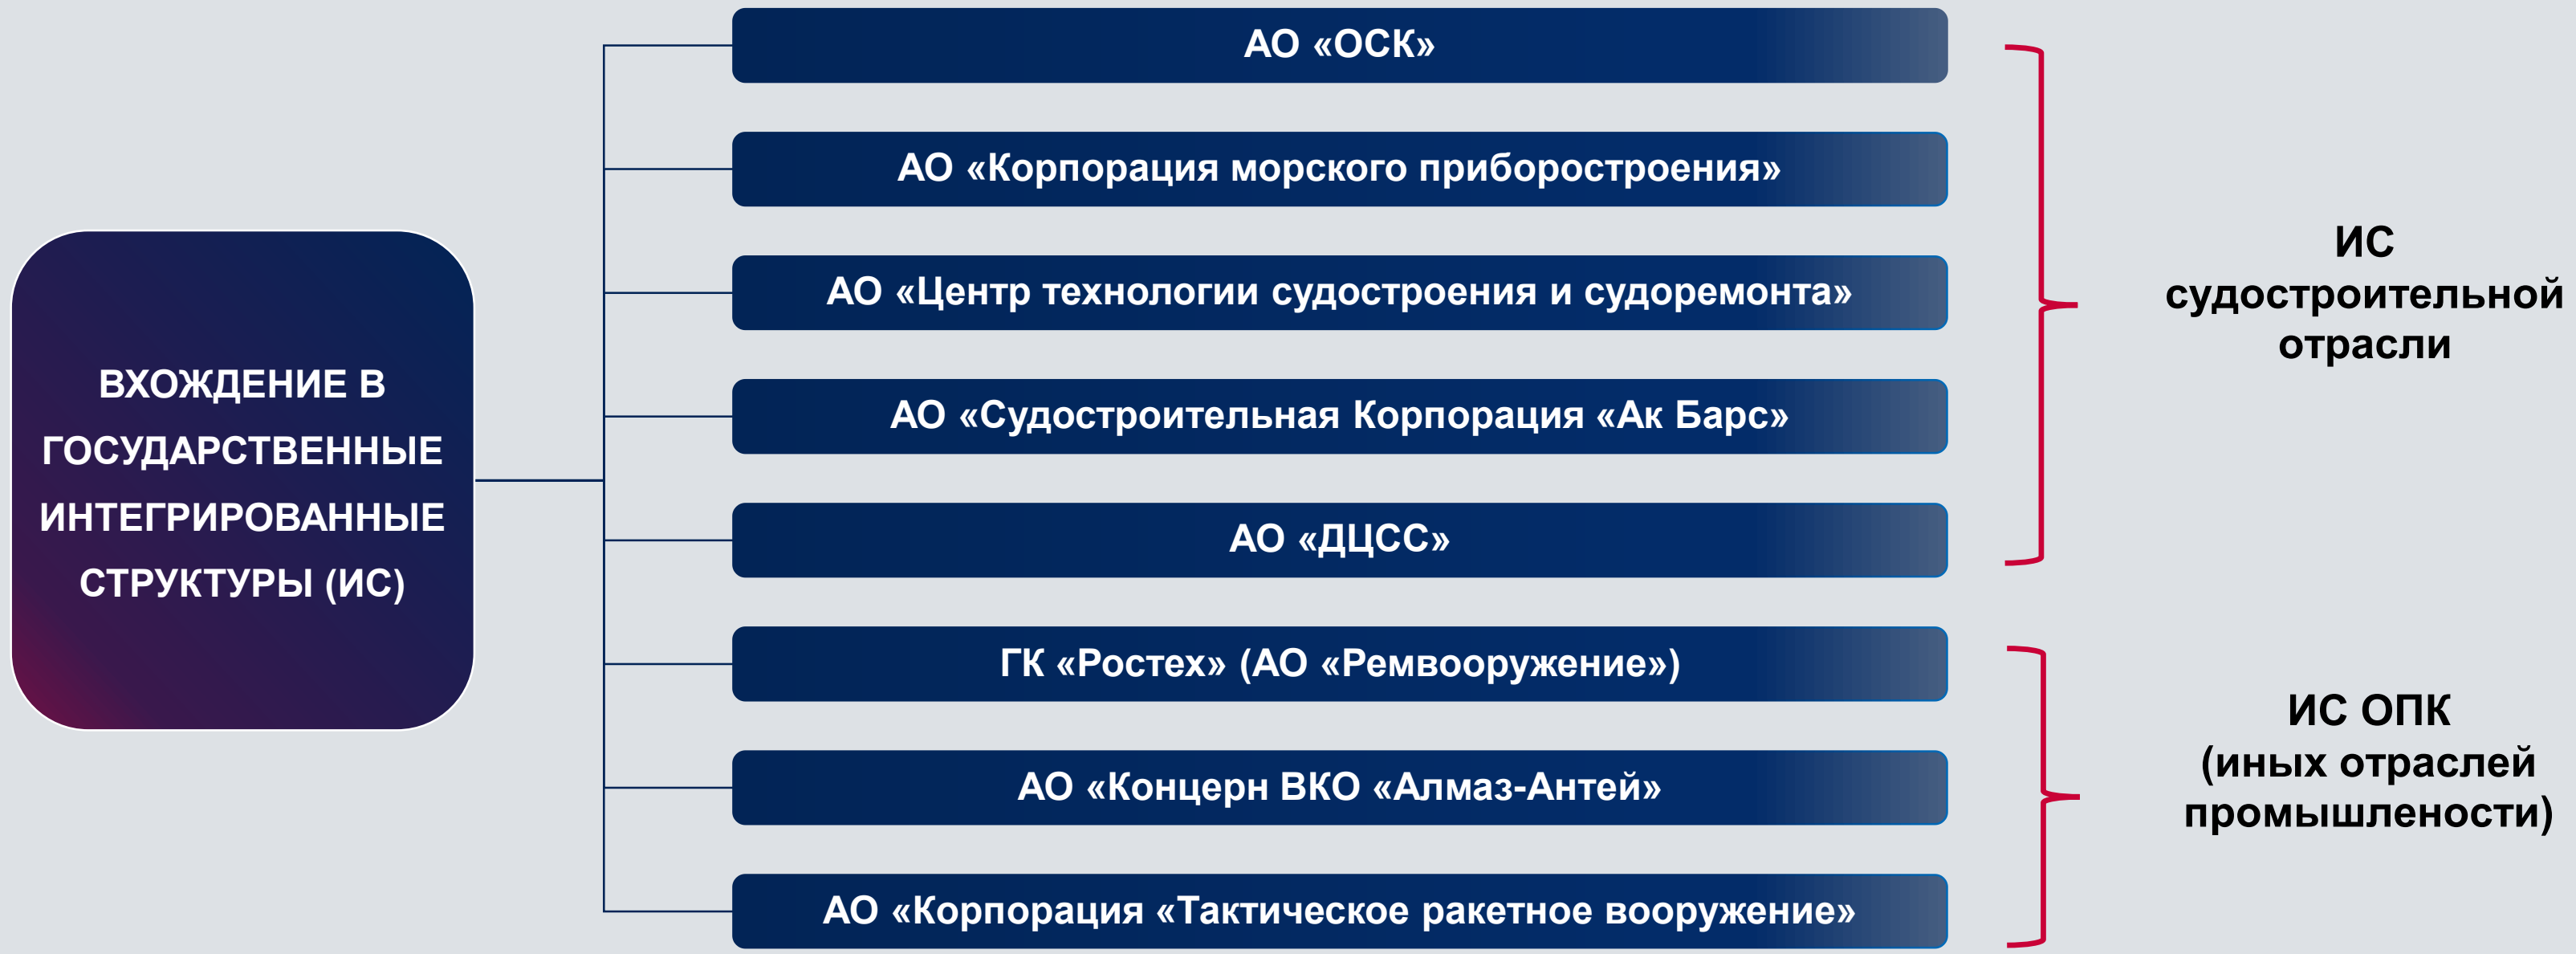 ВХОЖДЕНИЕ В
ГОСУДАРСТВЕННЫЕ
ИНТЕГРИРОВАННЫЕ
СТРУКТУРЫ (ИС)
АО «ОСК»
АО «Корпорация морского приборостроения»
АО «Центр технологии судостроения и судоремонта»
АО «Судостроительная Корпорация «Ак Барс»
АО «ДЦСС»
ГК «Ростех» (АО «Ремвооружение»)
АО «Концерн ВКО «Алмаз-Антей»
АО «Корпорация «Тактическое ракетное вооружение»
ИС
судостроительной
отрасли
ИС ОПК
(иных отраслей
промышлености)